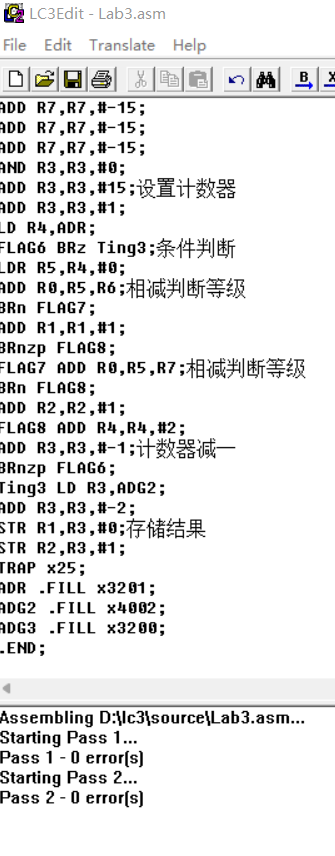 LC3Edit - Lab3.asm
File Edit Translate Help
B X
ADD R7,R7,#-15;
ADD R7,R7,#-15;
ADD R7,R7,#-15;
AND R3,R3,#0;
ADD R3,R3,#15;设置计数器
ADD R3,R3,#1;
LD R4,ADR;
FLAG6 BRz Ting3;条件判断
LDR R5,R4,#0;
ADD R0,R5,R6;相减判断等级
BRn FLAG7;
ADD R1,R1,#1;
BRnzp FLAG8;
FLAG7 ADD R0,R5,R7;相减判断等级
BRn FLAG8;
ADD R2,R2,#1;
FLAG8 ADD R4,R4,#2;
ADD R3,R3,#-1;计数器减一
BRnzp FLAG6;
Ting3 LD R3,ADG2;
ADD R3,R3,#-2;
STR R1,R3,#0;存储结果
STR R2,R3,#1;
TRAP x25;
ADR .FILL x3201;
ADG2 .FILL x4002;
ADG3 .FILL x3200;
.END;
Assembling D:\lc3\source\Lab3.asm...
Starting Pass 1...
Pass 1 - 0 error(s)
Starting Pass 2...
Pass 2 - 0 error(s)